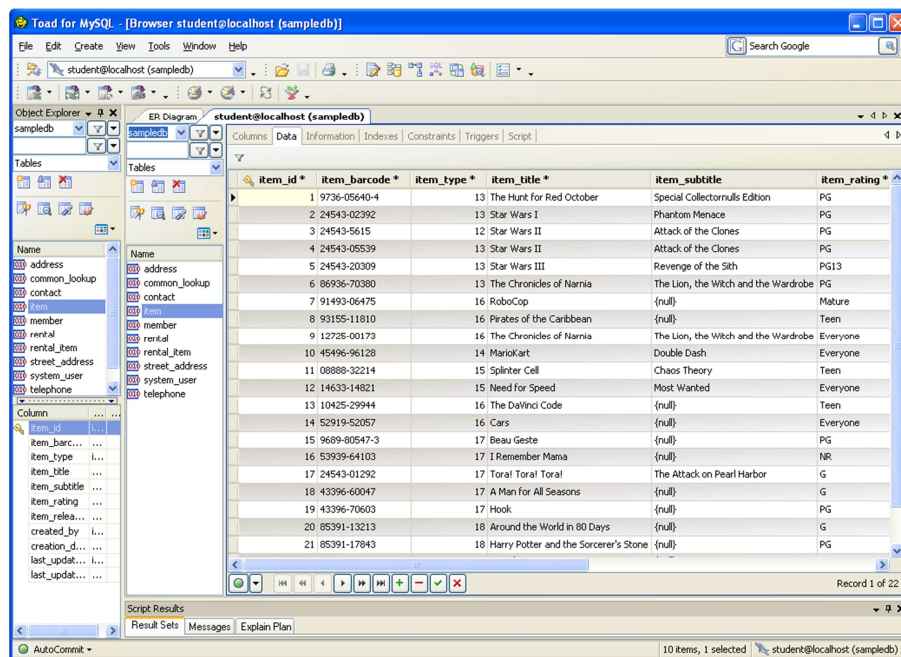 Toad for MySQL - [Browser student@localhost (sampledb)]
File Edit Create View Tools Window Help
Search Google
student@localhost (sampledb)
Object Explorer
ER Diagram student@localhost (sampledb)
sampledb
sampledb
Columns Data Information Indexes Constraints Triggers Script
Tables
Tables
item_id * item_barcode * item_type * item_title * item_subtitle item_rating *
1 9736-05640-4 13 The Hunt for Red October Special Collectornulls Edition PG
2 24543-02392 13 Star Wars I Phantom Menace PG
3 24543-5615 12 Star Wars II Attack of the Clones PG
4 24543-05539 13 Star Wars II Attack of the Clones PG
5 24543-20309 13 Star Wars III Revenge of the Sith PG13
6 86936-70380 13 The Chronicles of Narnia The Lion, the Witch and the Wardrobe PG
7 91493-06475 16 RoboCop {null} Mature
8 93155-11810 16 Pirates of the Caribbean {null} Teen
9 12725-00173 16 The Chronicles of Narnia The Lion, the Witch and the Wardrobe Everyone
10 45496-96128 14 MarioKart Double Dash Everyone
11 08888-32214 15 Splinter Cell Chaos Theory Teen
12 14633-14821 15 Need for Speed Most Wanted Everyone
13 10425-29944 16 The DaVinci Code {null} Teen
14 52919-52057 16 Cars {null} Everyone
15 9689-80547-3 17 Beau Geste {null} PG
16 53939-64103 17 I Remember Mama {null} NR
17 24543-01292 17 Tora! Tora! Tora! The Attack on Pearl Harbor G
18 43396-60047 17 A Man for All Seasons {null} G
19 43396-70603 17 Hook {null} PG
20 85391-13213 18 Around the World in 80 Days {null} G
21 85391-17843 18 Harry Potter and the Sorcerer's Stone {null} PG
Name
address
common_lookup
contact
item
member
rental
rental_item
street_address
system_user
telephone
Name
address
common_lookup
contact
item
member
rental
rental_item
street_address
system_user
telephone
Column ... ...
item_id i...
item_barc... ...
item_type i...
item_title ...
item_subtitle ...
item_rating ...
item_relea... ...
created_by i...
creation_d... ...
last_updat... i...
last_updat... ...
Record 1 of 22
Script Results
Result Sets Messages Explain Plan
AutoCommit 10 items, 1 selected student@localhost (sampledb)